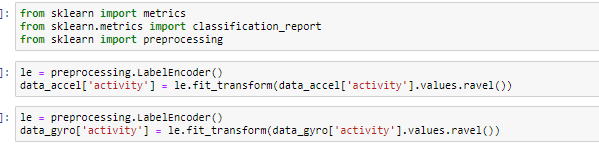 ]: from sklearn import metrics
from sklearn.metrics import classification_report
from sklearn import preprocessing
]: le = preprocessing.LabelEncoder()
data_accel['activity'] = le.fit_transform(data_accel['activity'].values.ravel())
]: le = preprocessing.LabelEncoder()
data_gyro['activity'] = le.fit_transform(data_gyro['activity'].values.ravel())